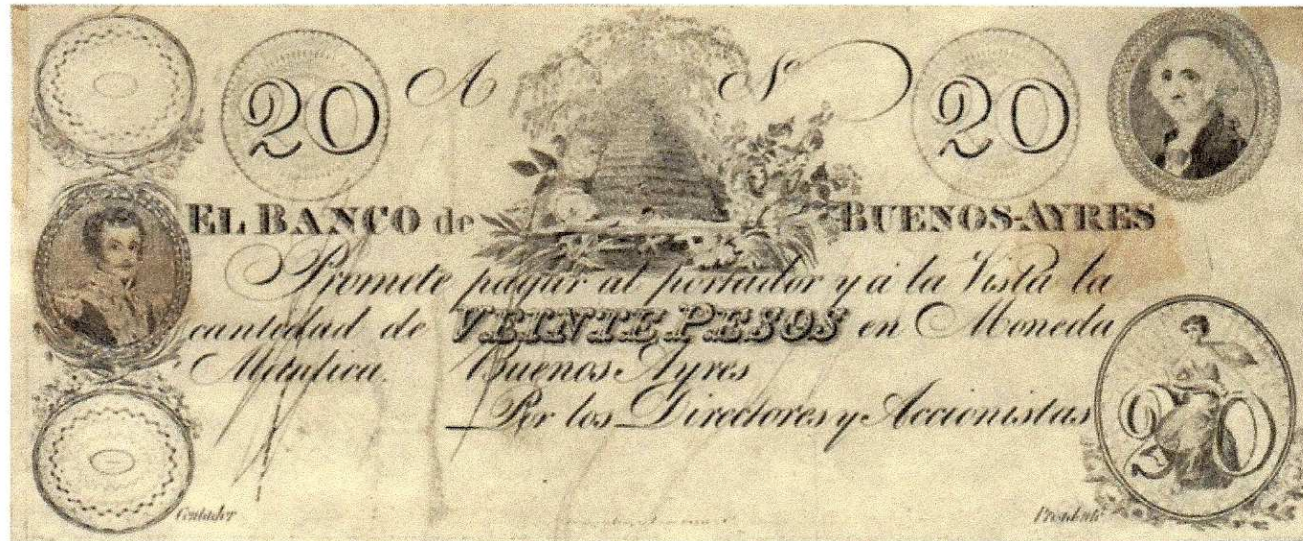 20 A Nº 20
EL BANCO de BUENOS-AYRES
Promete pagar al portador y á la Vista la
cantidad de VEINTE PESOS en Moneda
Metalica. Buenos Ayres
Por los Directores y Accionistas
20
Contador Presidente